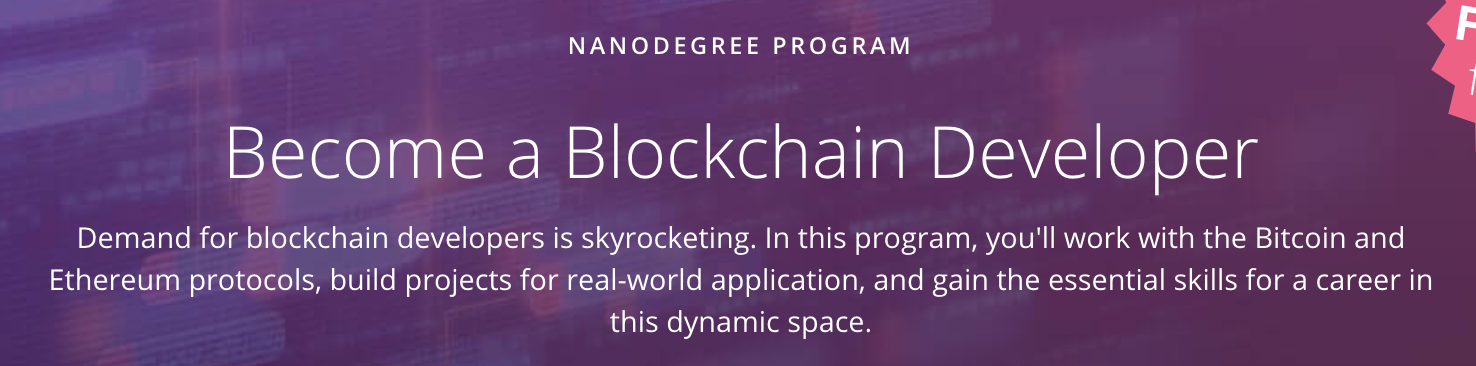 NANODEGREE PROGRAM
Become a Blockchain Developer
Demand for blockchain developers is skyrocketing. In this program, you'll work with the Bitcoin and
Ethereum protocols, build projects for real-world application, and gain the essential skills for a career in
this dynamic space.